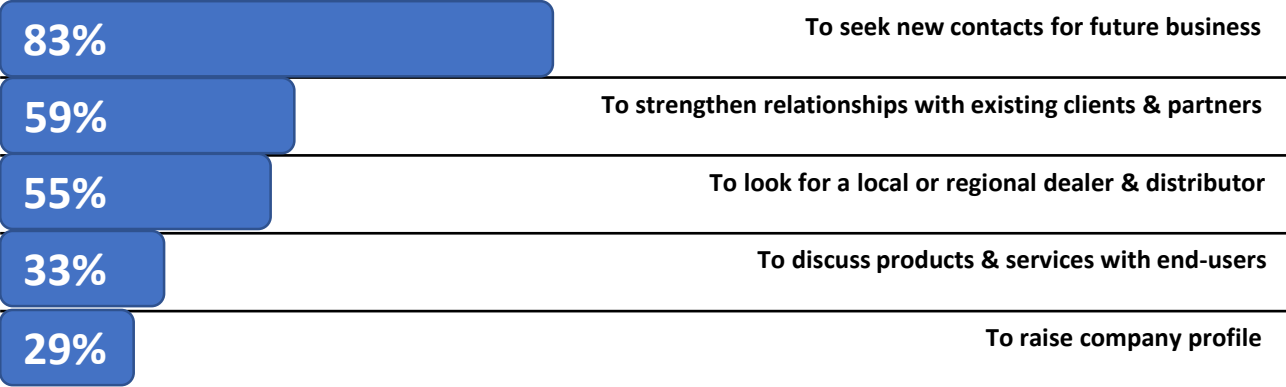 83%
To seek new contacts for future business
59%
To strengthen relationships with existing clients & partners
55%
To look for a local or regional dealer & distributor
33%
To discuss products & services with end-users
29%
To raise company profile